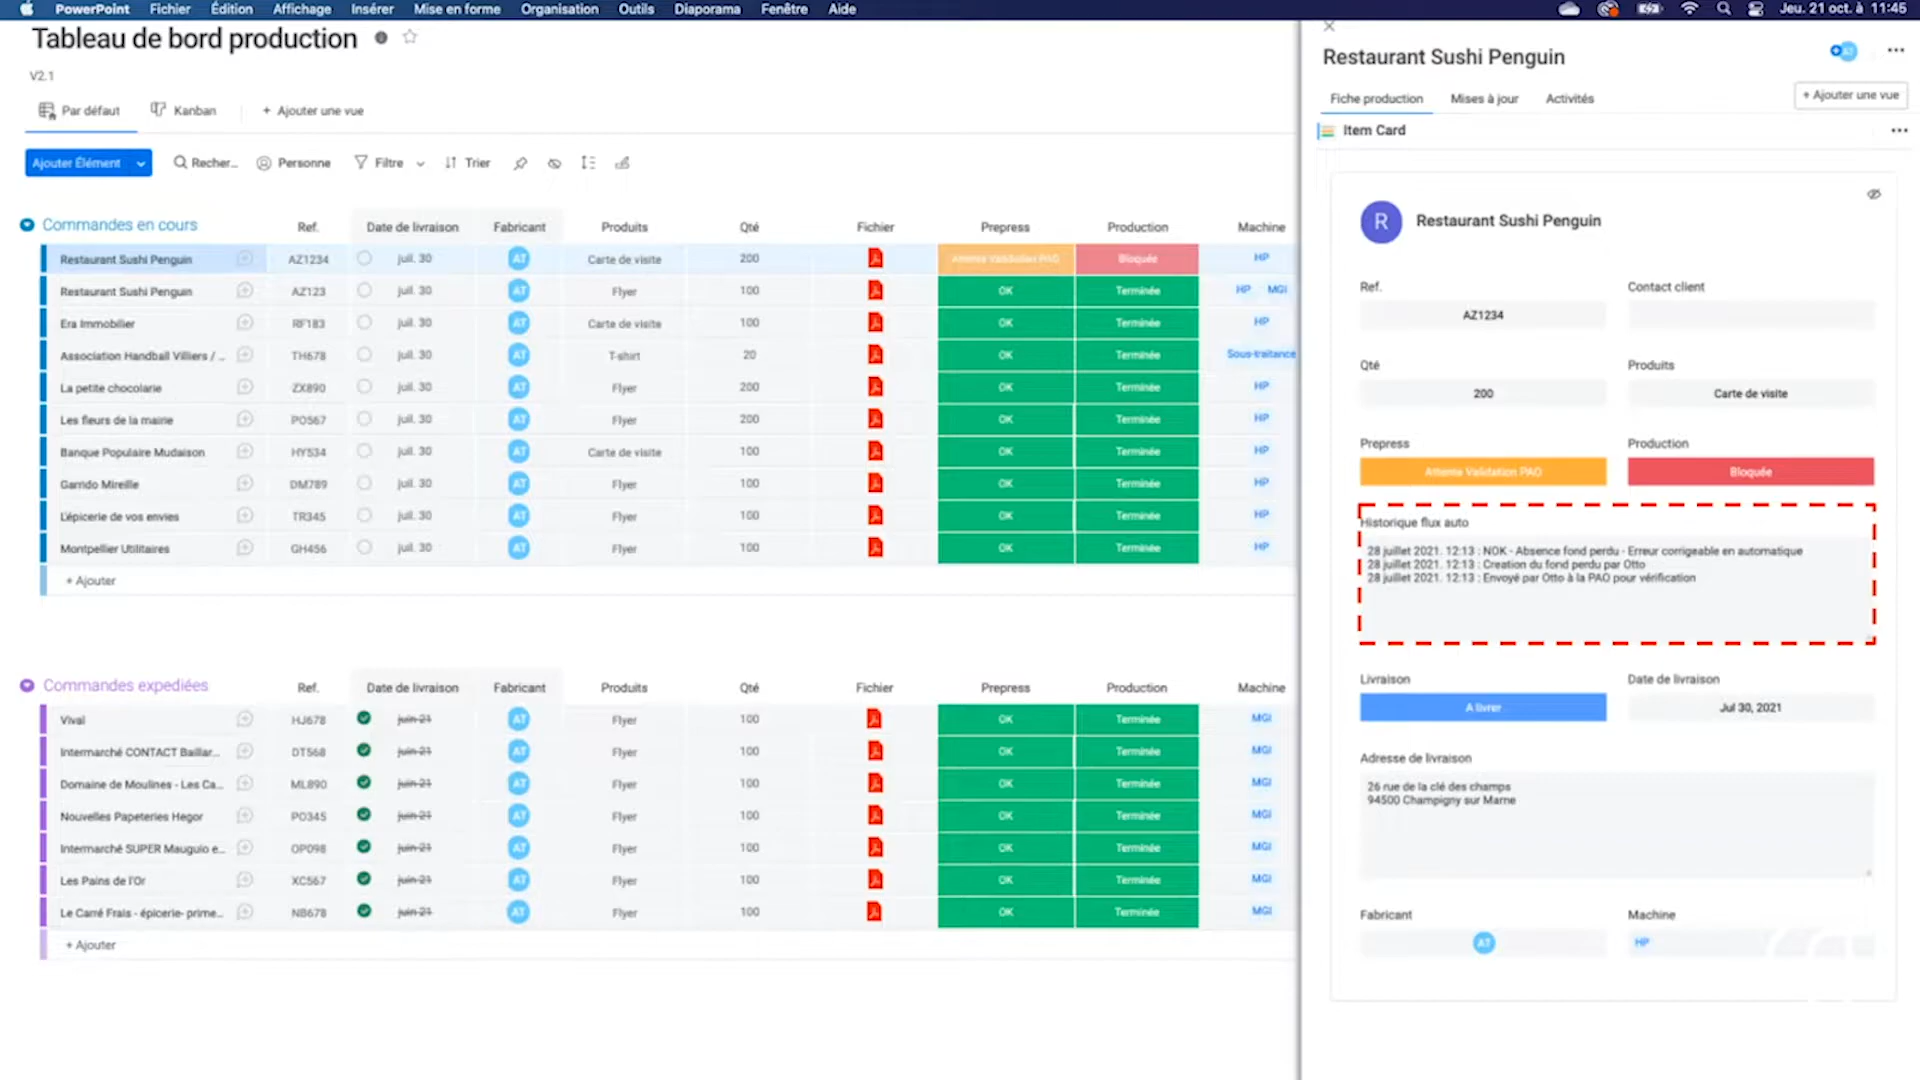 PowerPoint Fichier Édition Affichage Insérer Mise en forme Organisation Outils Diaporama Fenêtre Aide Jeu. 21 oct. à 11:45
Tableau de bord production
V2.1
Par défaut Kanban + Ajouter une vue
Ajouter Élément Recher... Personne Filtre Trier
Commandes en cours Ref. Date de livraison Fabricant Produits Qté Fichier Prepress Production Machine
Restaurant Sushi Penguin AZ1234 juil. 30 AT Carte de visite 200 Attente Validation PAO Bloquée HP
Restaurant Sushi Penguin AZ123 juil. 30 AT Flyer 100 OK Terminée HP MGI
Era Immobilier RF183 juil. 30 AT Carte de visite 100 OK Terminée HP
Association Handball Villiers / ... TH678 juil. 30 AT T-shirt 20 OK Terminée Sous-traitance
La petite chocolarie ZX890 juil. 30 AT Flyer 200 OK Terminée HP
Les fleurs de la mairie PO567 juil. 30 AT Flyer 200 OK Terminée HP
Banque Populaire Mudaison HY534 juil. 30 AT Carte de visite 100 OK Terminée HP
Garrido Mireille DM789 juil. 30 AT Flyer 100 OK Terminée HP
L'épicerie de vos envies TR345 juil. 30 AT Flyer 100 OK Terminée HP
Montpellier Utilitaires GH456 juil. 30 AT Flyer 100 OK Terminée HP
+ Ajouter
Commandes expediées Ref. Date de livraison Fabricant Produits Qté Fichier Prepress Production Machine
Vival HJ678 juin 21 AT Flyer 100 OK Terminée MGI
Intermarché CONTACT Baillar... DT568 juin 21 AT Flyer 100 OK Terminée MGI
Domaine de Moulines - Les Ca... ML890 juin 21 AT Flyer 100 OK Terminée MGI
Nouvelles Papeteries Hegor PO345 juin 21 AT Flyer 100 OK Terminée MGI
Intermarché SUPER Mauguio e... OP098 juin 21 AT Flyer 100 OK Terminée MGI
Les Pains de l'Or XC567 juin 21 AT Flyer 100 OK Terminée MGI
Le Carré Frais - épicerie- prime... NB678 juin 21 AT Flyer 100 OK Terminée MGI
+ Ajouter
Restaurant Sushi Penguin AT
Fiche production Mises à jour Activités + Ajouter une vue
Item Card
R Restaurant Sushi Penguin
Ref. Contact client
AZ1234
Qté Produits
200 Carte de visite
Prepress Production
Attente Validation PAO Bloquée
Historique flux auto
28 juillet 2021. 12:13 : NOK - Absence fond perdu - Erreur corrigeable en automatique
28 juillet 2021. 12:13 : Creation du fond perdu par Otto
28 juillet 2021. 12:13 : Envoyé par Otto à la PAO pour vérification
Livraison Date de livraison
A livrer Jul 30, 2021
Adresse de livraison
26 rue de la clé des champs
94500 Champigny sur Marne
Fabricant Machine
AT HP